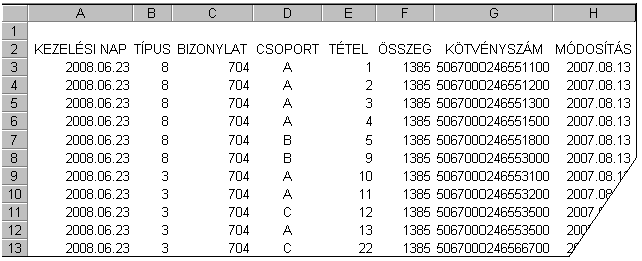 A B C D E F G H
1
2 KEZELÉSI NAP TÍPUS BIZONYLAT CSOPORT TÉTEL ÖSSZEG KÖTVÉNYSZÁM MÓDOSÍTÁS
3 2008.06.23 8 704 A 1 1385 5067000246551100 2007.08.13
4 2008.06.23 8 704 A 2 1385 5067000246551200 2007.08.13
5 2008.06.23 8 704 A 3 1385 5067000246551300 2007.08.13
6 2008.06.23 8 704 A 4 1385 5067000246551500 2007.08.13
7 2008.06.23 8 704 B 5 1385 5067000246551800 2007.08.13
8 2008.06.23 8 704 B 9 1385 5067000246553000 2007.08.13
9 2008.06.23 3 704 A 10 1385 5067000246553100 2007.08.13
10 2008.06.23 3 704 A 11 1385 5067000246553200 2007.08.
11 2008.06.23 3 704 C 12 1385 5067000246553500 2007.0
12 2008.06.23 3 704 A 13 1385 5067000246553500 200
13 2008.06.23 3 704 C 22 1385 5067000246566700 2